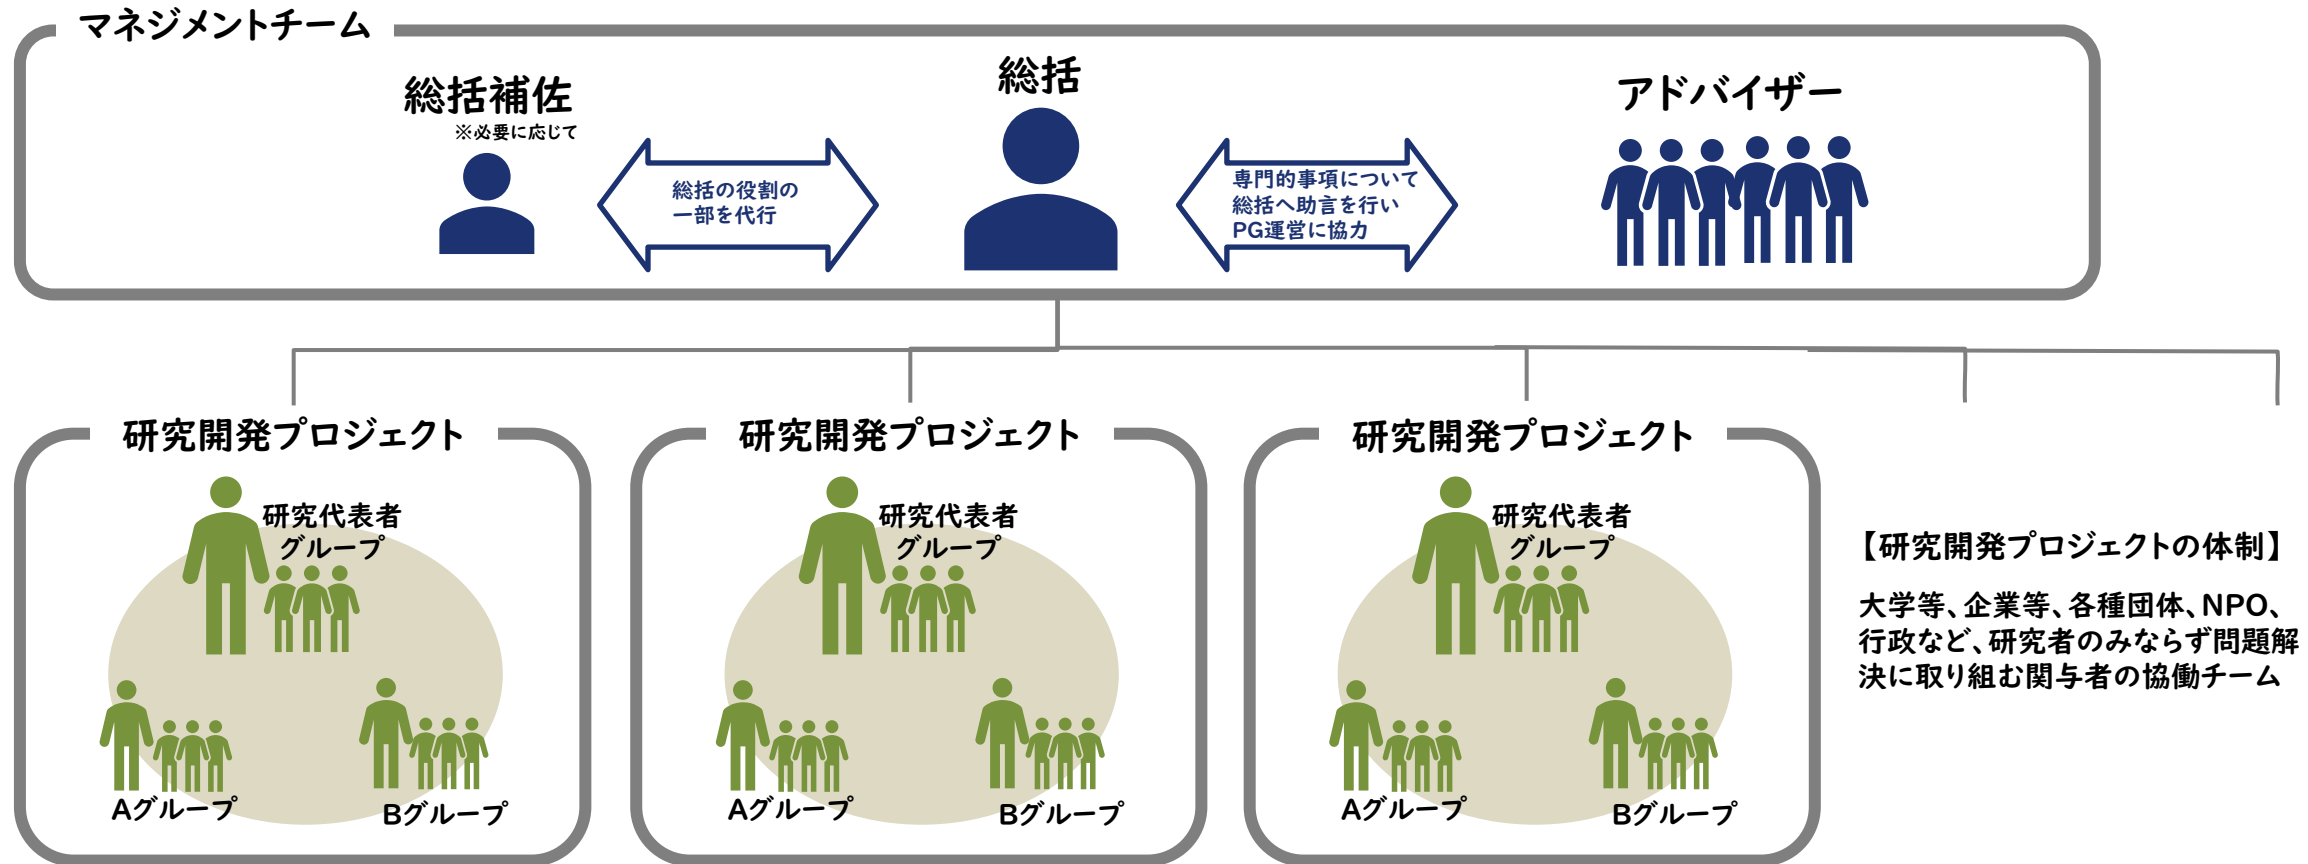 マネジメントチーム
総括補佐
※必要に応じて
総括の役割の
一部を代行
総括
専門的事項について
総括へ助言を行い
PG運営に協力
アドバイザー
研究開発プロジェクト
研究代表者
グループ
Aグループ
Bグループ
研究開発プロジェクト
研究代表者
グループ
Aグループ
Bグループ
研究開発プロジェクト
研究代表者
グループ
Aグループ
Bグループ
【研究開発プロジェクトの体制】
大学等、企業等、各種団体、NPO、
行政など、研究者のみならず問題解
決に取り組む関与者の協働チーム